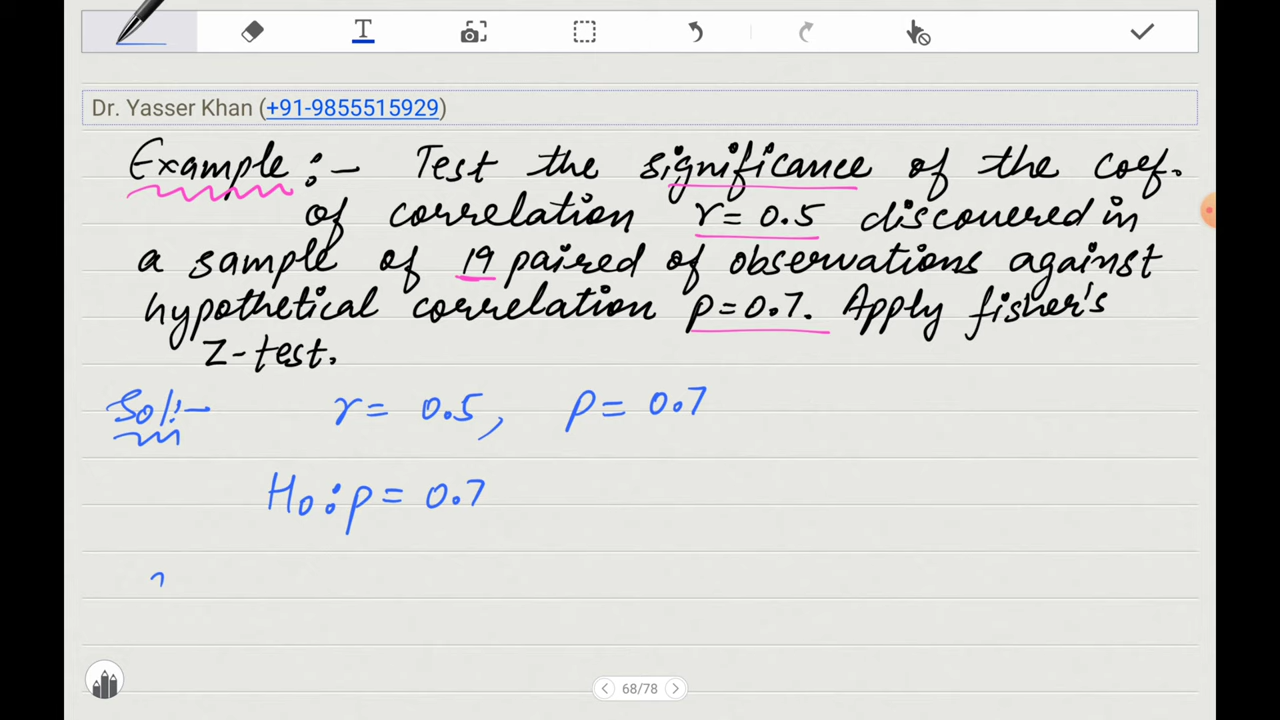 T
Dr. Yasser Khan (+91-9855515929)
Example :- Test the significance of the coef.
of correlation r = 0.5 discovered in
a sample of 19 paired of observations against
hypothetical correlation ρ = 0.7. Apply fisher's
Z-test.
Sol:- r = 0.5, ρ = 0.7
H0 : ρ = 0.7
68/78